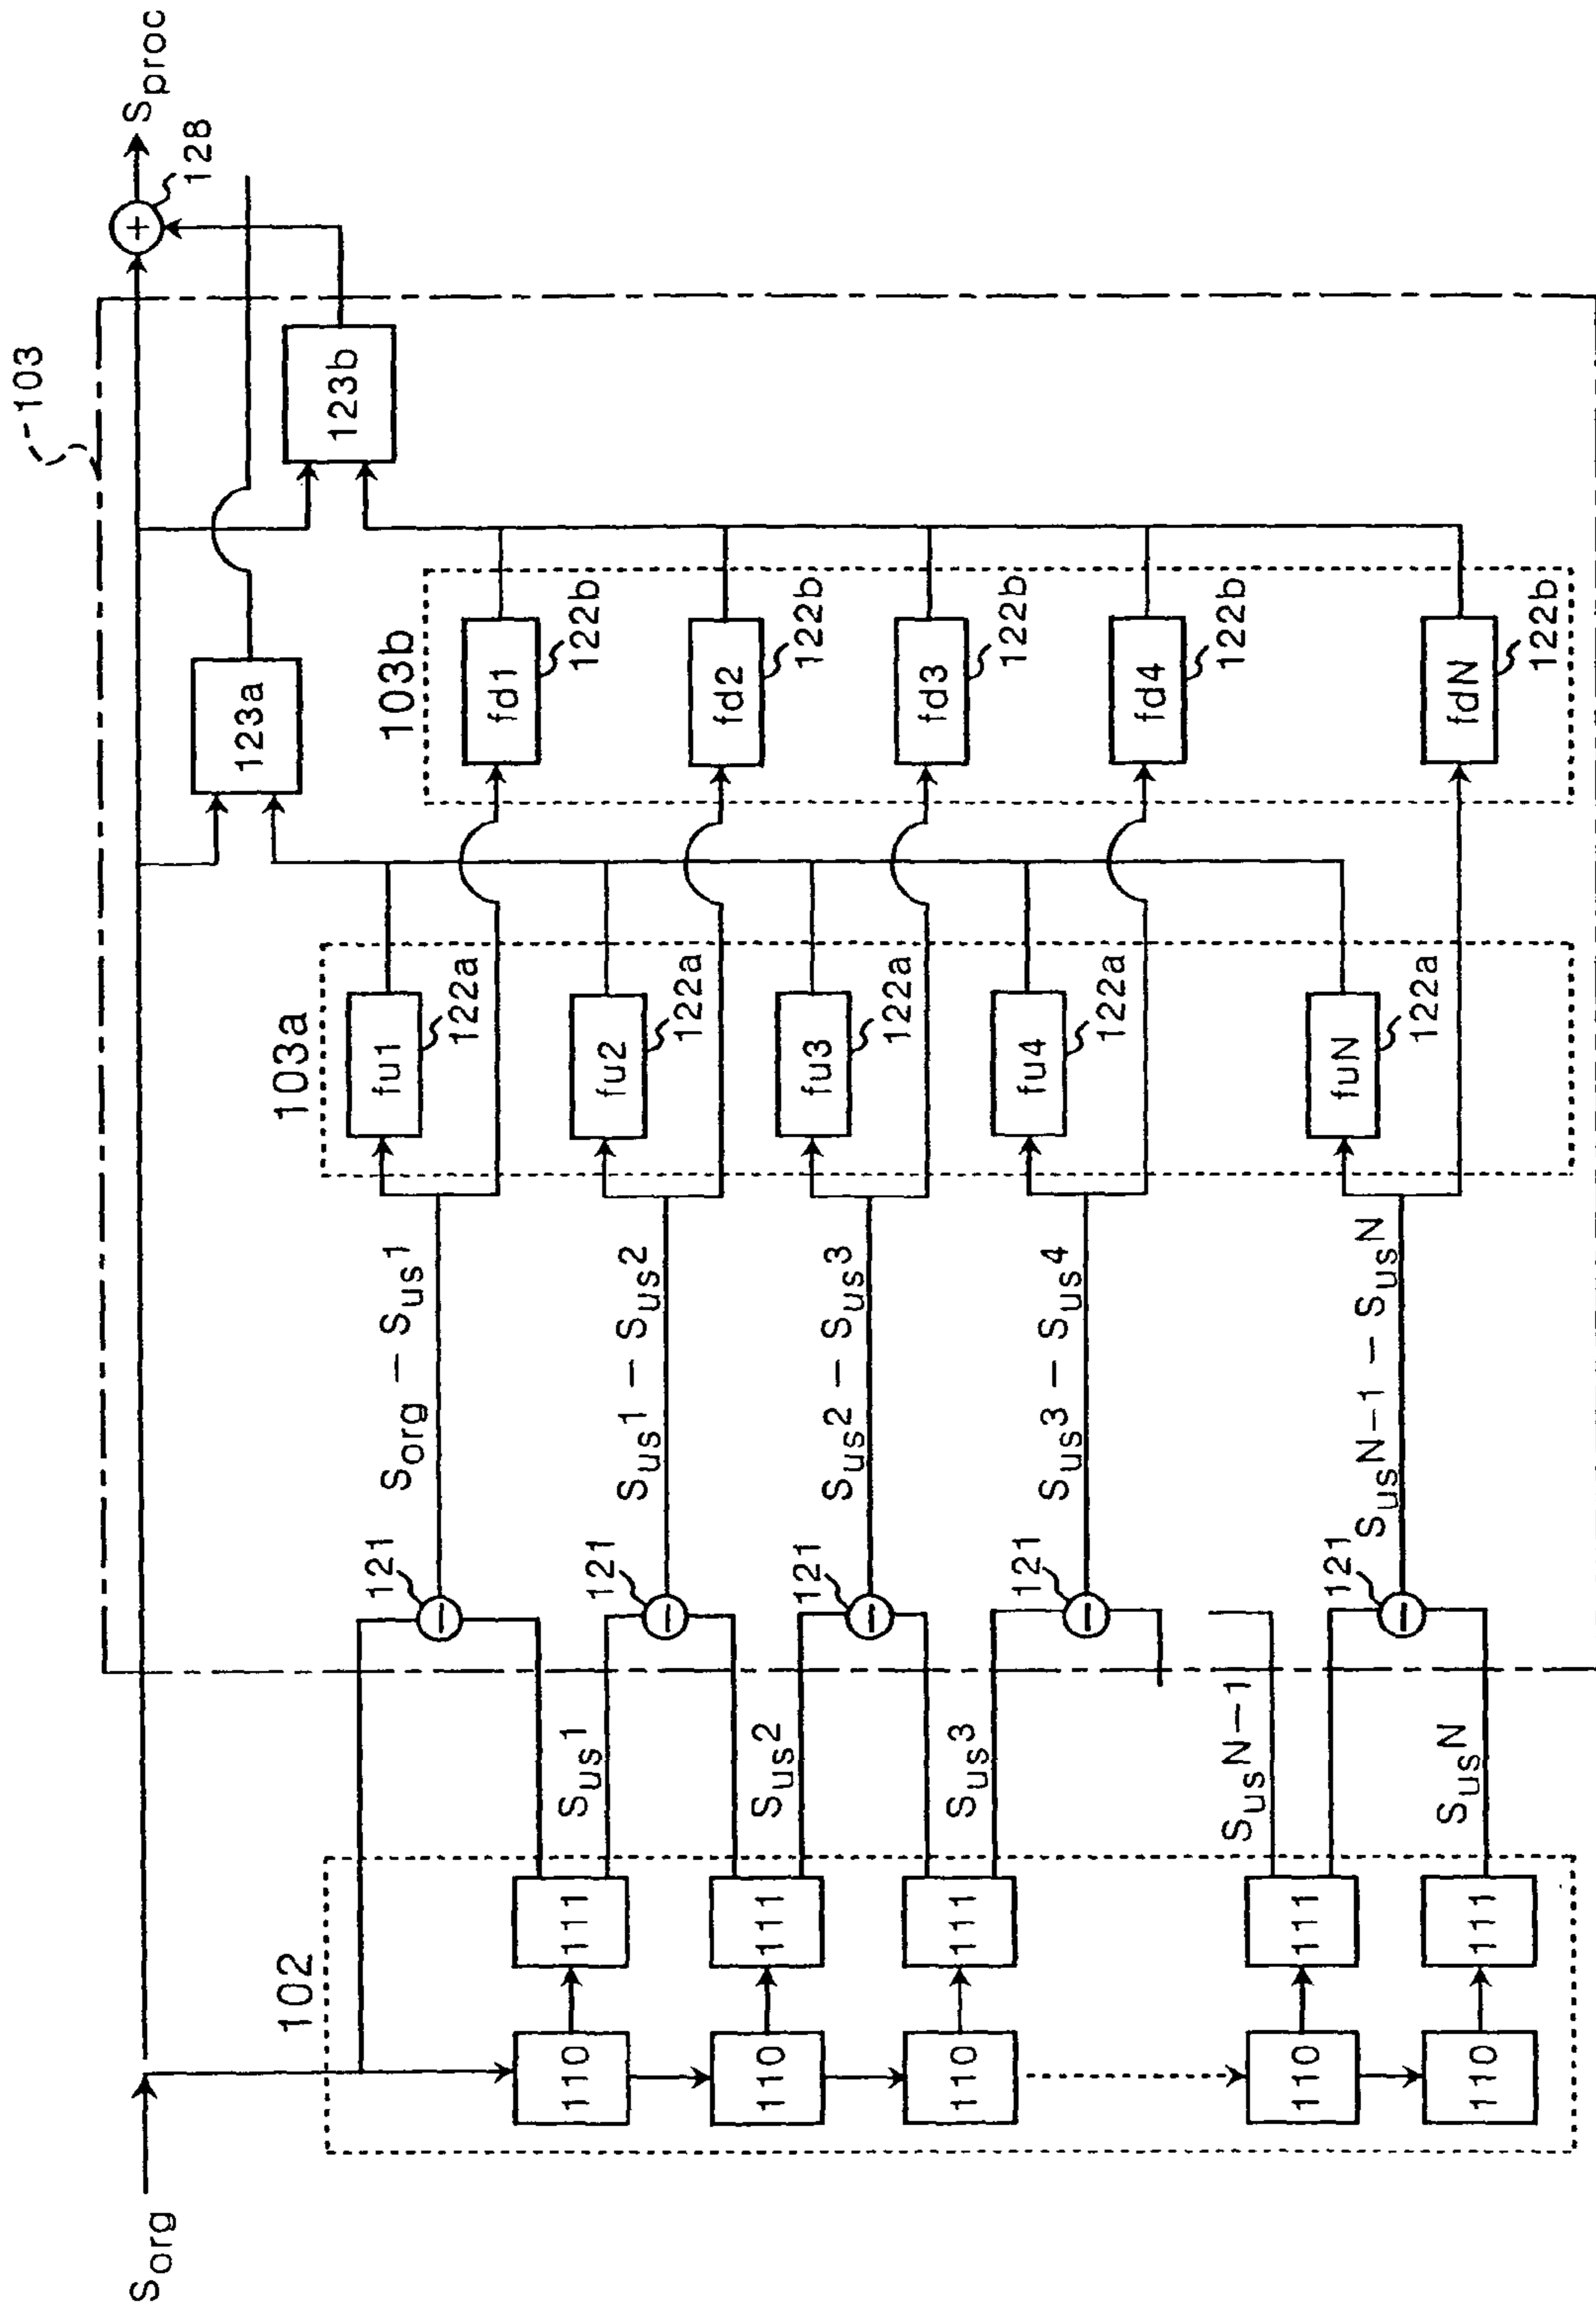 103
Sorg
Sproc
128
123a
123b
102
103a
103b
121
Sorg − Sus1
fu1
122a
fd1
122b
110
111
Sus1
121
Sus1 − Sus2
fu2
122a
fd2
122b
110
111
Sus2
121
Sus2 − Sus3
fu3
122a
fd3
122b
110
111
Sus3
121
Sus3 − Sus4
fu4
122a
fd4
122b
110
111
SusN−1
121
SusN−1 − SusN
fuN
122a
fdN
122b
110
111
SusN